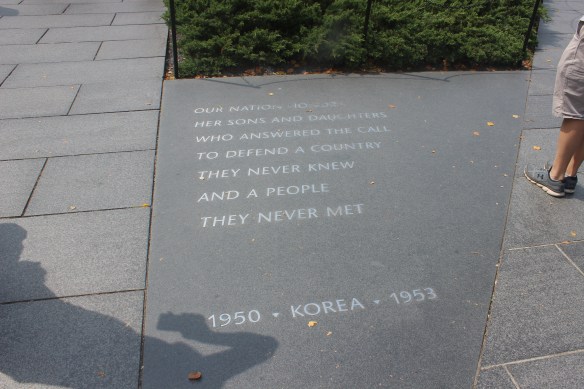 OUR NATION HONORS
HER SONS AND DAUGHTERS
WHO ANSWERED THE CALL
TO DEFEND A COUNTRY
THEY NEVER KNEW
AND A PEOPLE
THEY NEVER MET
1950 • KOREA • 1953